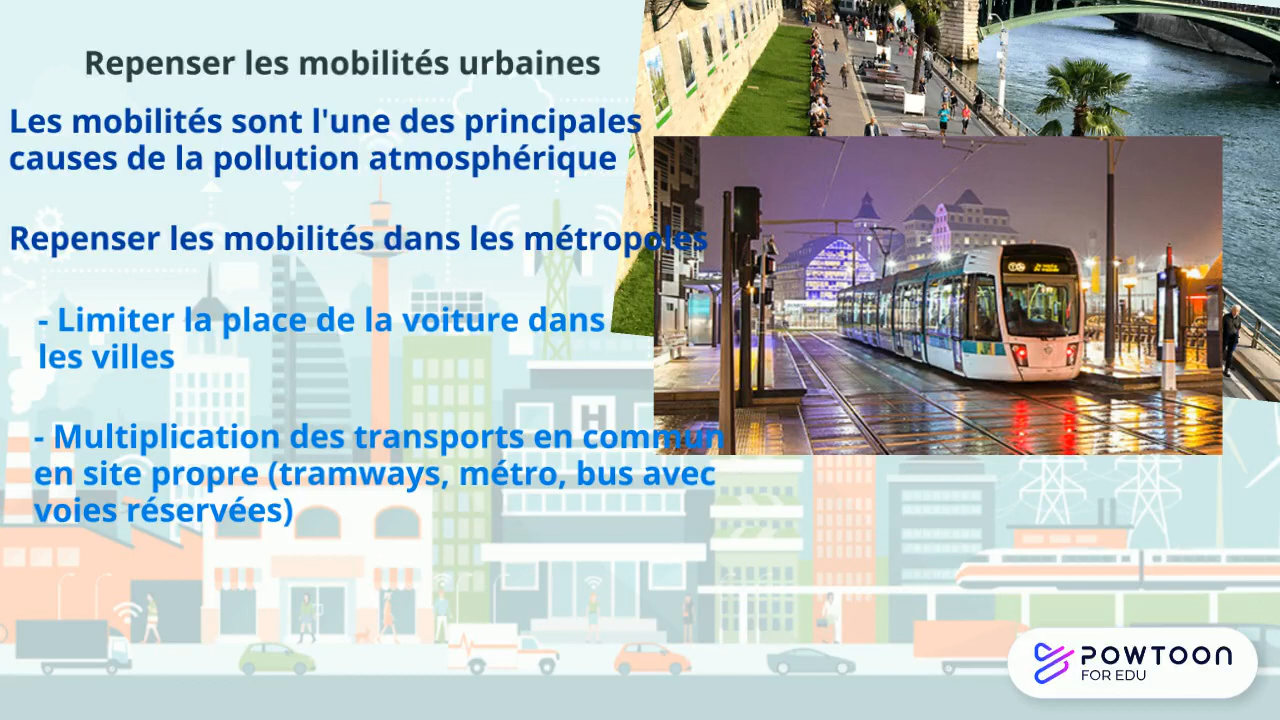 Repenser les mobilités urbaines
Les mobilités sont l'une des principales
causes de la pollution atmosphérique
Repenser les mobilités dans les métropoles
- Limiter la place de la voiture dans
les villes
- Multiplication des transports en commun
en site propre (tramways, métro, bus avec
voies réservées)
H
POWTOON
FOR EDU